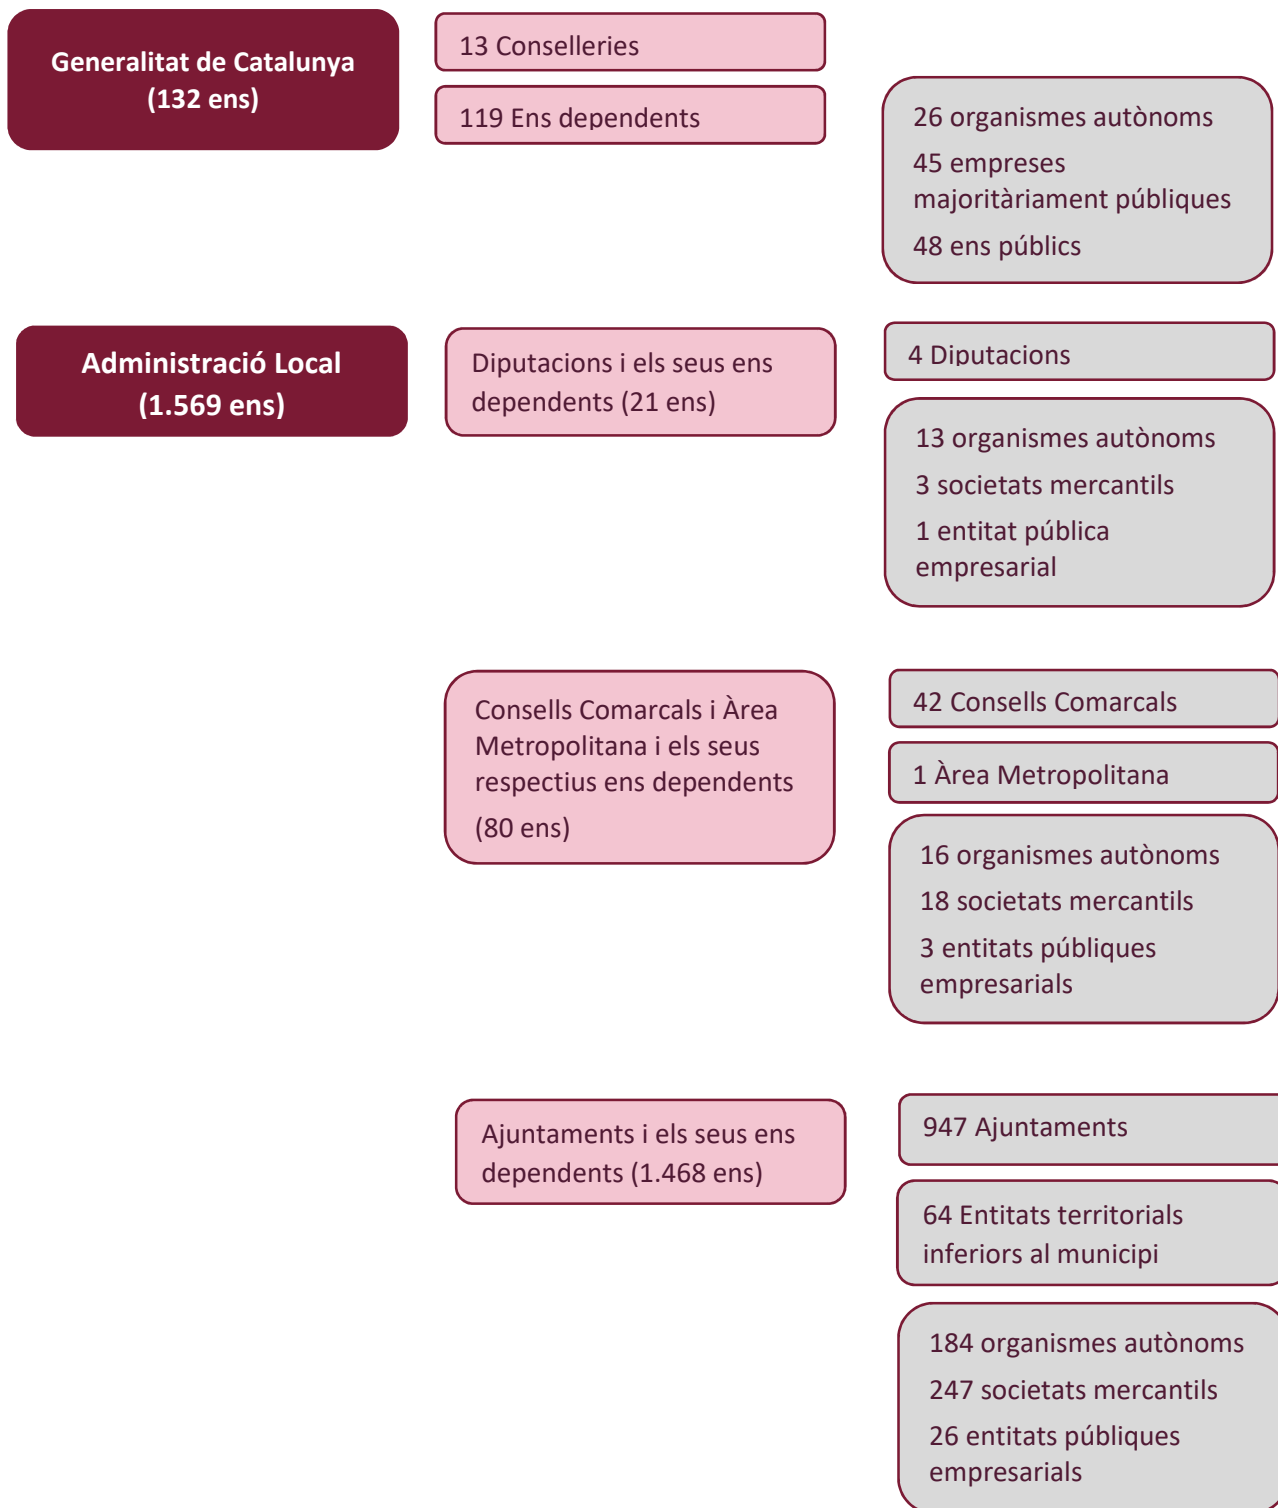 Generalitat de Catalunya
(132 ens)
13 Conselleries
119 Ens dependents
26 organismes autònoms
45 empreses
majoritàriament públiques
48 ens públics
Administració Local
(1.569 ens)
Diputacions i els seus ens
dependents (21 ens)
4 Diputacions
13 organismes autònoms
3 societats mercantils
1 entitat pública
empresarial
Consells Comarcals i Àrea
Metropolitana i els seus
respectius ens dependents
(80 ens)
42 Consells Comarcals
1 Àrea Metropolitana
16 organismes autònoms
18 societats mercantils
3 entitats públiques
empresarials
Ajuntaments i els seus ens
dependents (1.468 ens)
947 Ajuntaments
64 Entitats territorials
inferiors al municipi
184 organismes autònoms
247 societats mercantils
26 entitats públiques
empresarials